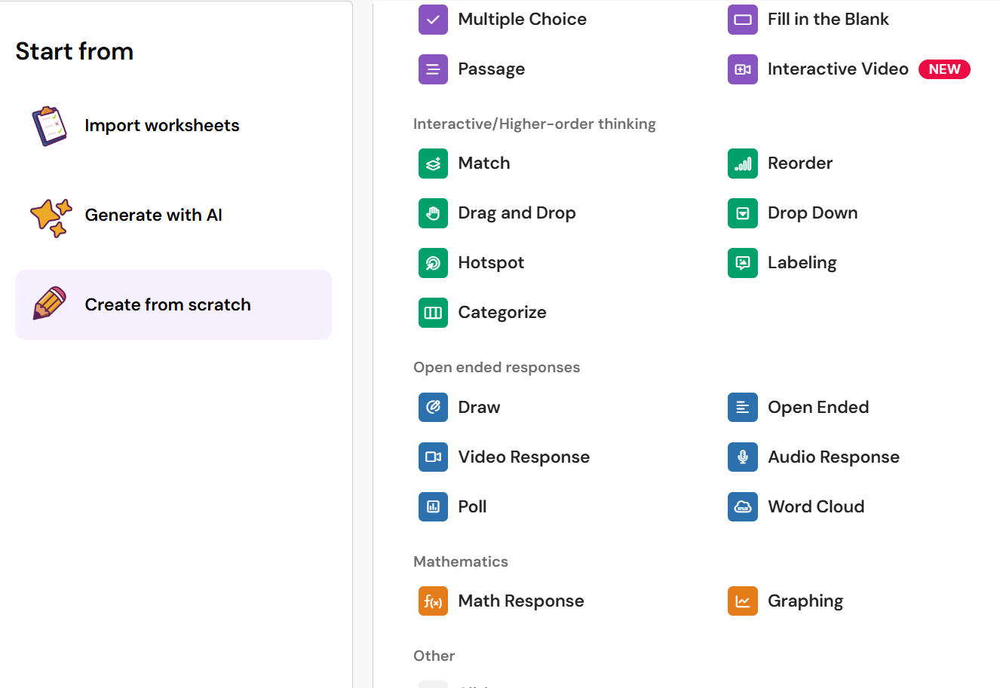 Start from
Import worksheets
Generate with AI
Create from scratch
Multiple Choice
Fill in the Blank
Passage
Interactive Video NEW
Interactive/Higher-order thinking
Match
Reorder
Drag and Drop
Drop Down
Hotspot
Labeling
Categorize
Open ended responses
Draw
Open Ended
Video Response
Audio Response
Poll
Word Cloud
Mathematics
f(x) Math Response
Graphing
Other